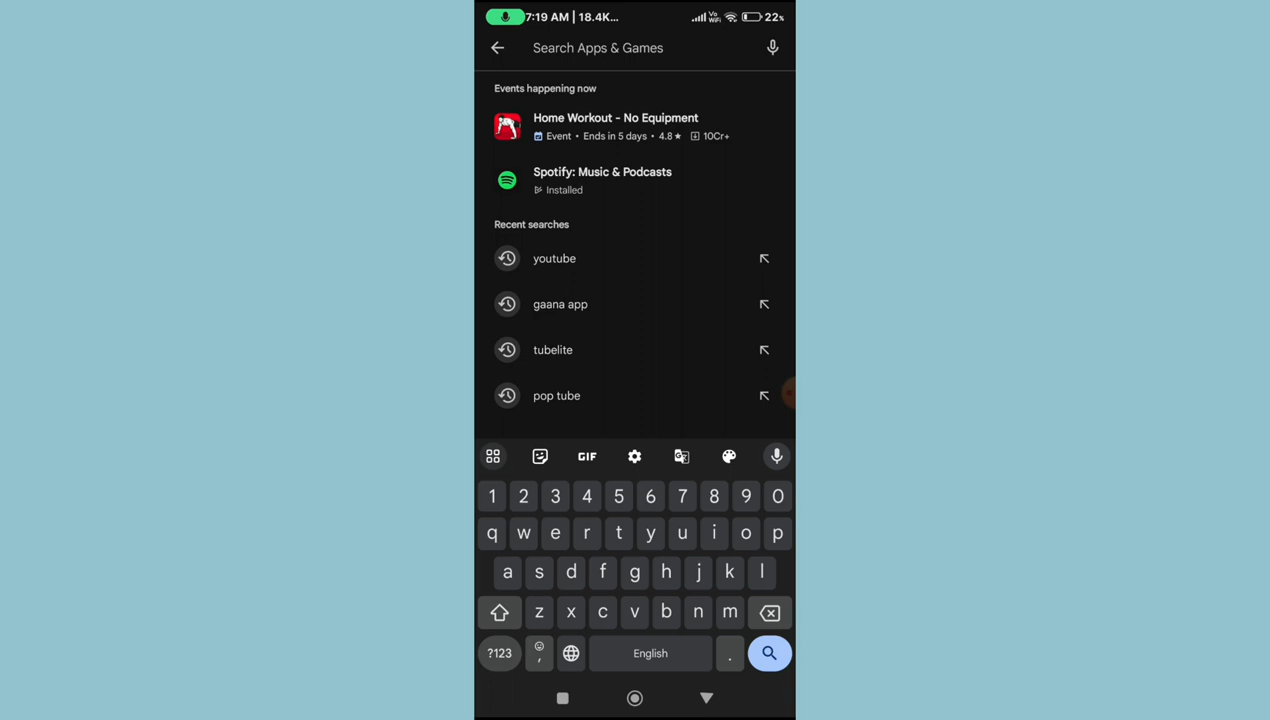 7:19 AM | 18.4K... Vo WiFi 22%
Search Apps & Games
Events happening now
Home Workout - No Equipment
Event • Ends in 5 days • 4.8★ 10Cr+
Spotify: Music & Podcasts
Installed
Recent searches
youtube
gaana app
tubelite
pop tube
GIF
1 2 3 4 5 6 7 8 9 0
q w e r t y u i o p
a s d f g h j k l
z x c v b n m
?123 , English .